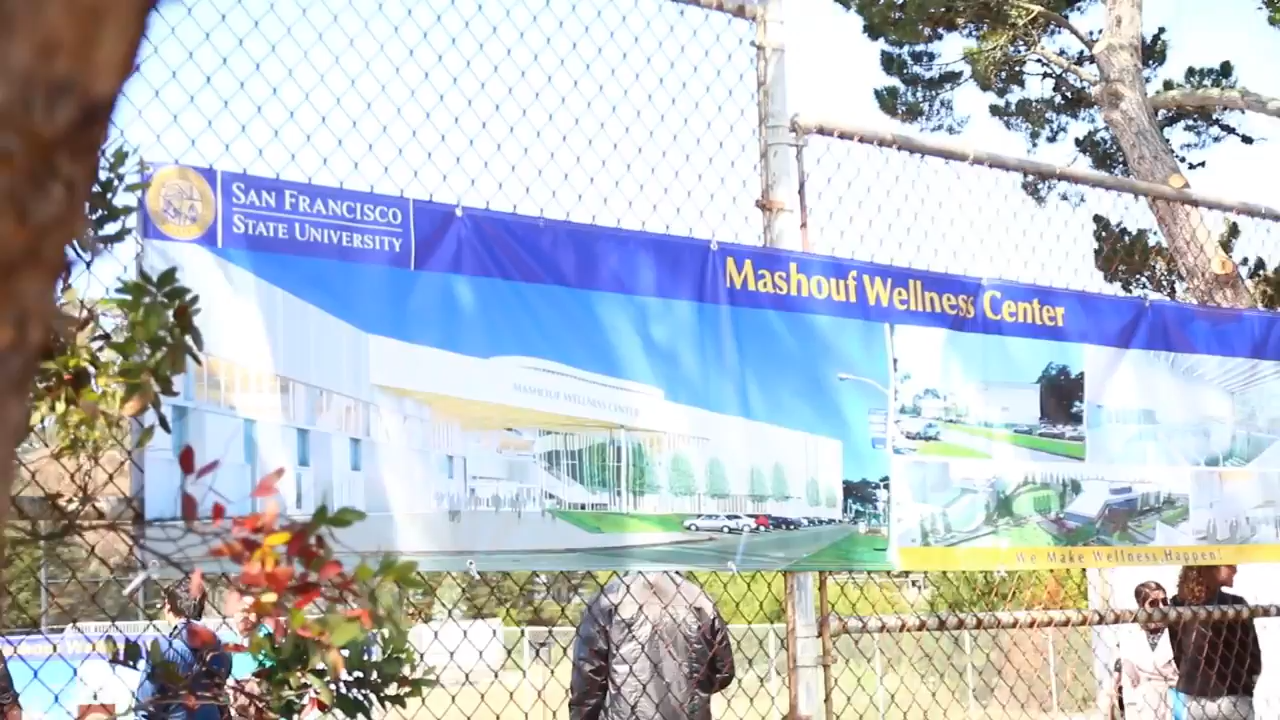 San Francisco
State University
Mashouf Wellness Center
MASHOUF WELLNESS CENTER
We Make Wellness Happen!